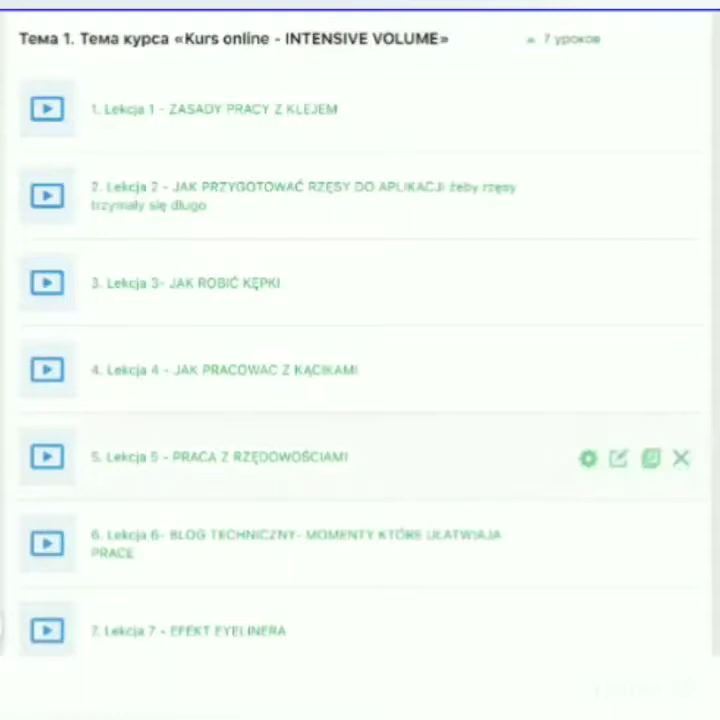 Тема 1. Тема курса «Kurs online - INTENSIVE VOLUME»
7 уроков
1. Lekcja 1 - ZASADY PRACY Z KLEJEM
2. Lekcja 2 - JAK PRZYGOTOWAĆ RZĘSY DO APLIKACJI żeby rzęsy
trzymały się długo
3. Lekcja 3- JAK ROBIĆ KĘPKI
4. Lekcja 4 - JAK PRACOWAC Z KĄCIKAMI
5. Lekcja 5 - PRACA Z RZĘDOWOŚCIAMI
6. Lekcja 6- BLOG TECHNICZNY- MOMENTY KTÓRE UŁATWIAJA
PRACE
7. Lekcja 7 - EFEKT EYELINERA